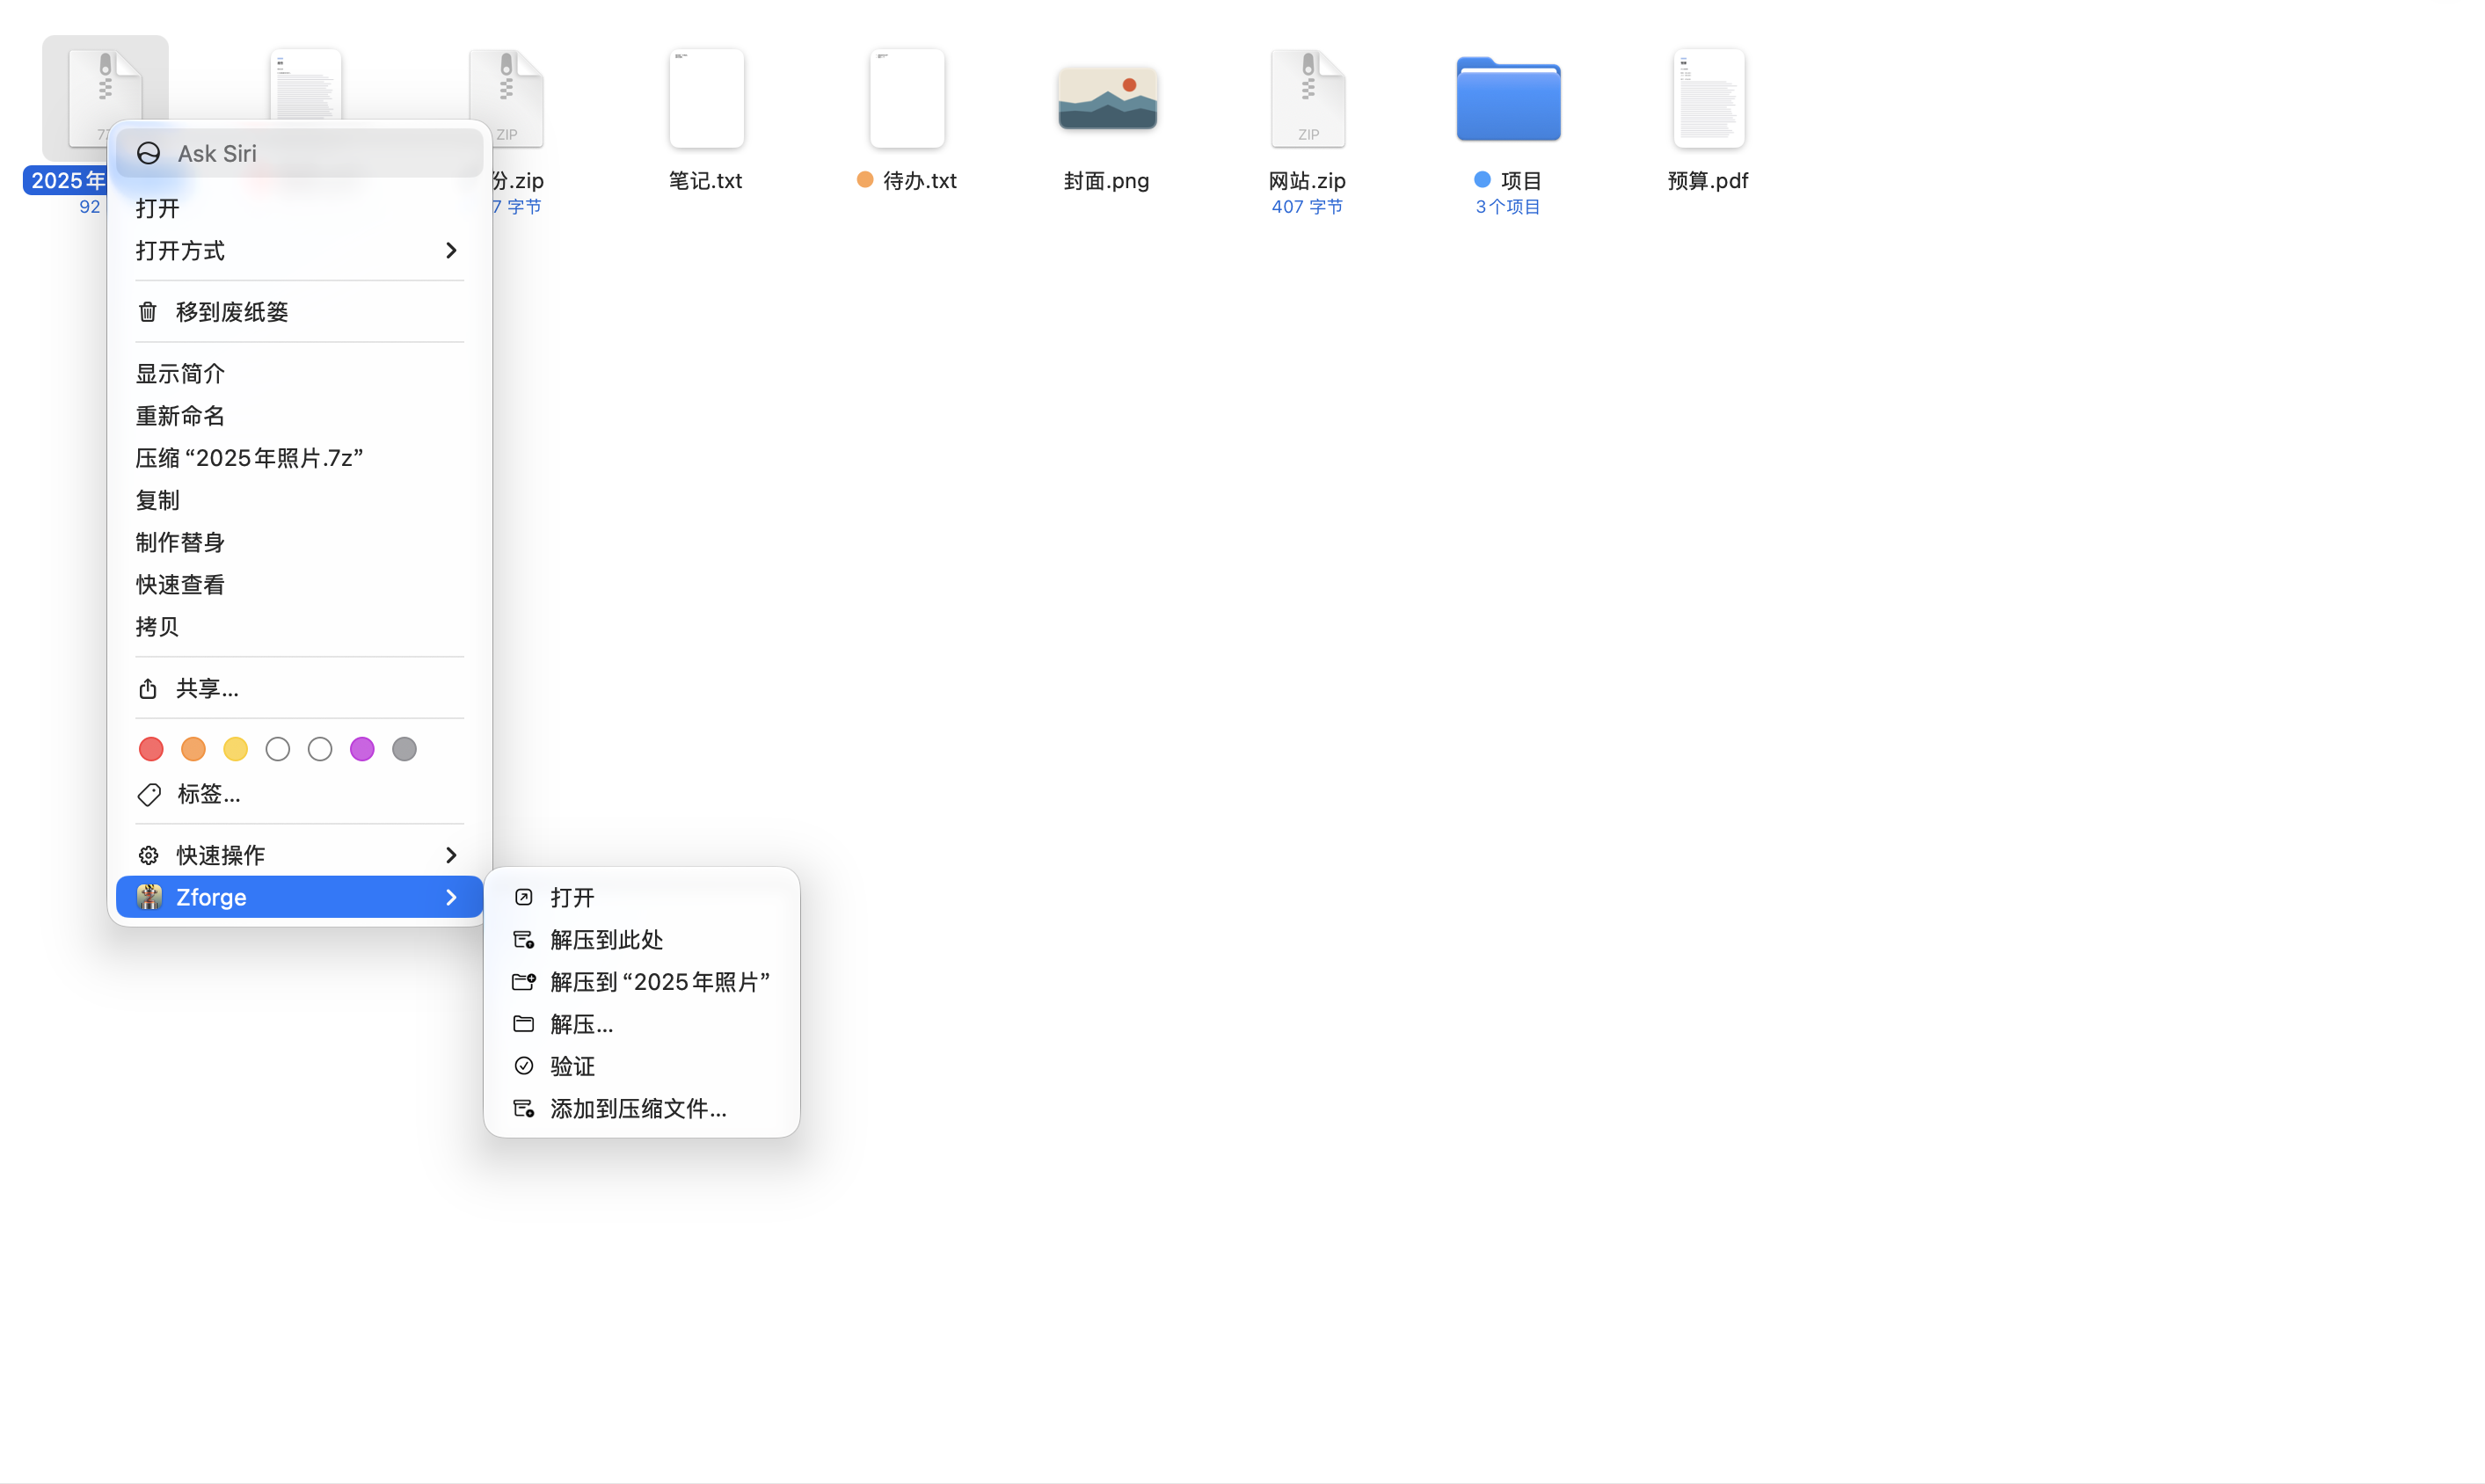 7Z
ZIP
ZIP
2025年
份.zip
笔记.txt
待办.txt
封面.png
网站.zip
项目
预算.pdf
92
7 字节
407 字节
3个项目
Ask Siri
打开
打开方式
移到废纸篓
显示简介
重新命名
压缩“2025年照片.7z”
复制
制作替身
快速查看
拷贝
共享...
标签...
快速操作
Zforge
打开
解压到此处
解压到“2025年照片”
解压...
验证
添加到压缩文件...